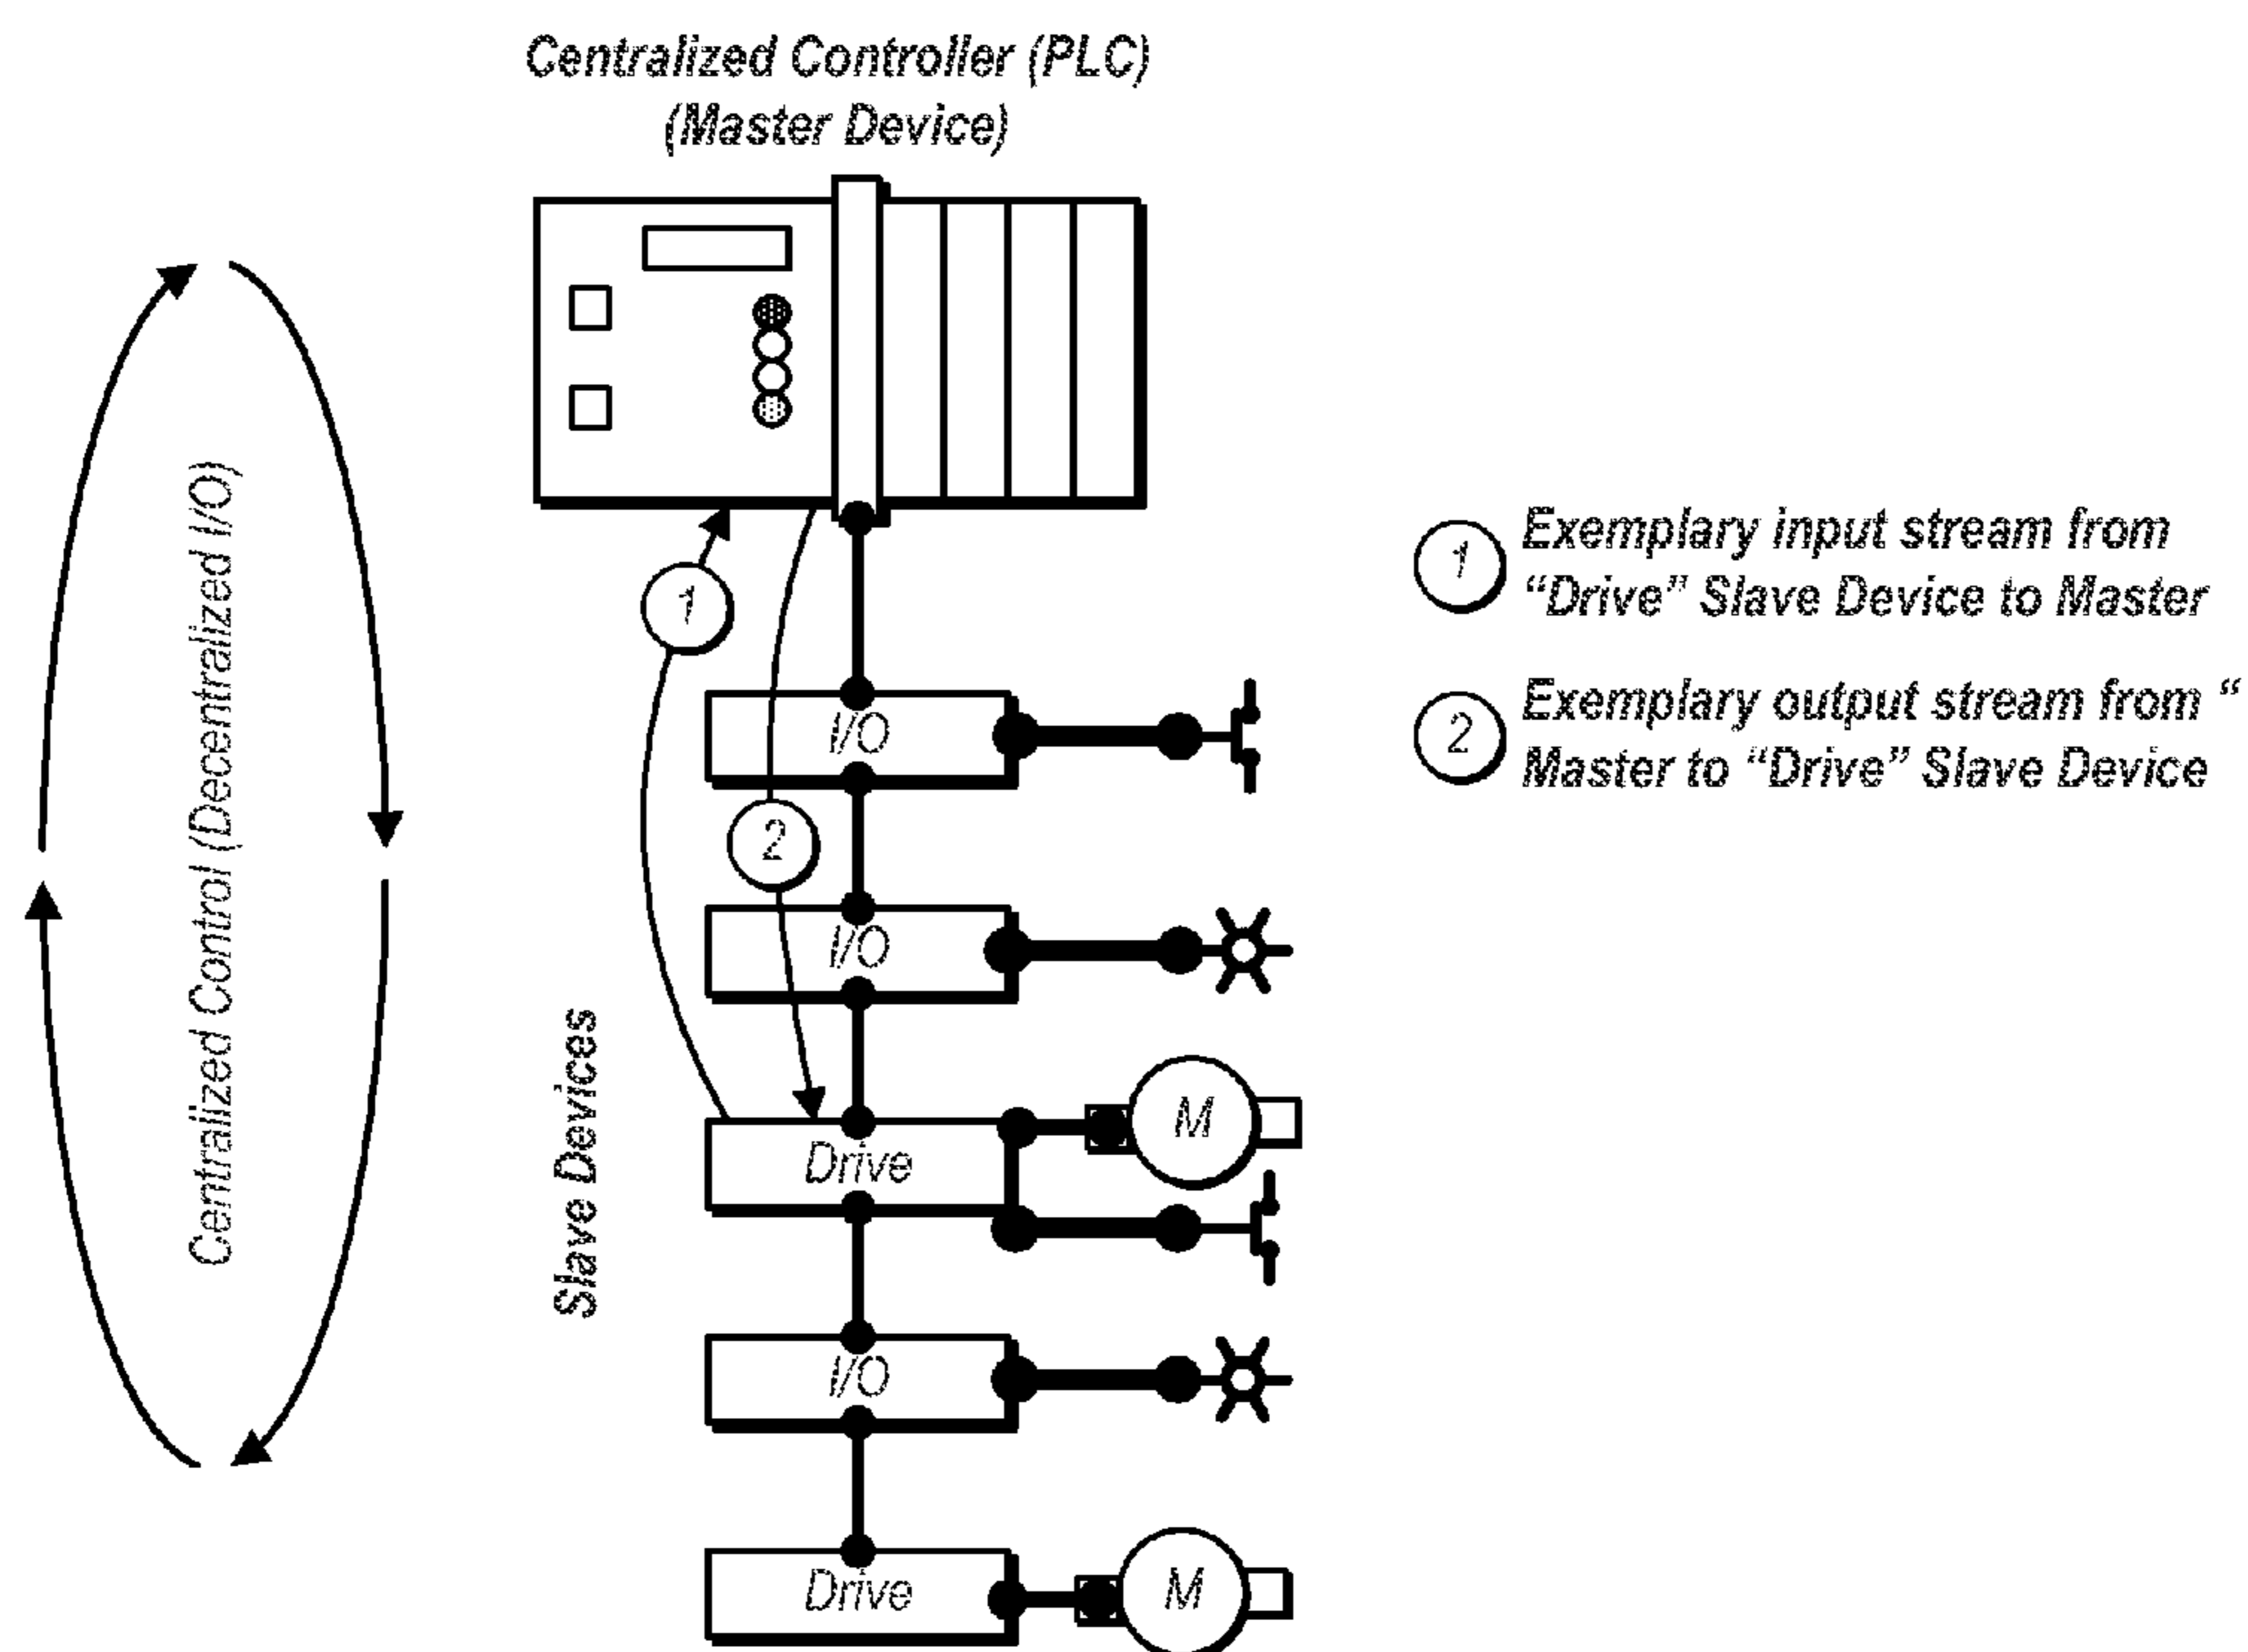 Centralized Controller (PLC)
(Master Device)
Centralized Control (Decentralized I/O)
1
2
I/O
I/O
Slave Devices
Drive
M
I/O
Drive
M
1
Exemplary input stream from
“Drive” Slave Device to Master
2
Exemplary output stream from “
Master to “Drive” Slave Device